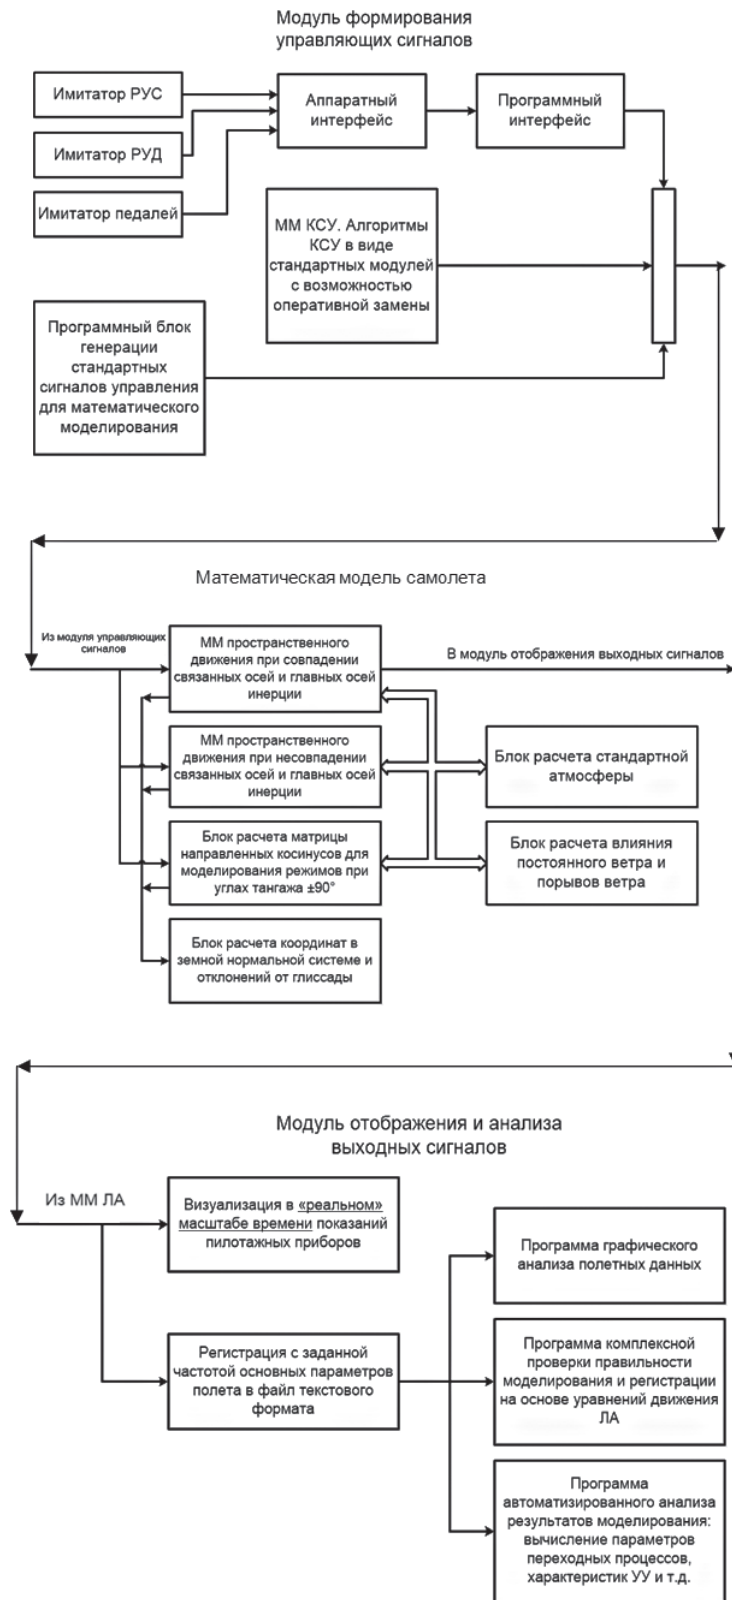 Модуль формирования
управляющих сигналов
Имитатор РУС
Имитатор РУД
Имитатор педалей
Аппаратный
интерфейс
Программный
интерфейс
ММ КСУ. Алгоритмы
КСУ в виде
стандартных модулей
с возможностью
оперативной замены
Программный блок
генерации
стандартных
сигналов управления
для математического
моделирования
Математическая модель самолета
Из модуля управляющих
сигналов
ММ пространственного
движения при совпадении
связанных осей и главных осей
инерции
В модуль отображения выходных сигналов
ММ пространственного
движения при несовпадении
связанных осей и главных осей
инерции
Блок расчета стандартной
атмосферы
Блок расчета матрицы
направленных косинусов для
моделирования режимов при
углах тангажа ±90°
Блок расчета влияния
постоянного ветра и
порывов ветра
Блок расчета координат в
земной нормальной системе и
отклонений от глиссады
Модуль отображения и анализа
выходных сигналов
Из ММ ЛА
Визуализация в «реальном»
масштабе времени показаний
пилотажных приборов
Регистрация с заданной
частотой основных параметров
полета в файл текстового
формата
Программа графического
анализа полетных данных
Программа комплексной
проверки правильности
моделирования и регистрации
на основе уравнений движения
ЛА
Программа
автоматизированного анализа
результатов моделирования:
вычисление параметров
переходных процессов,
характеристик УУ и т.д.